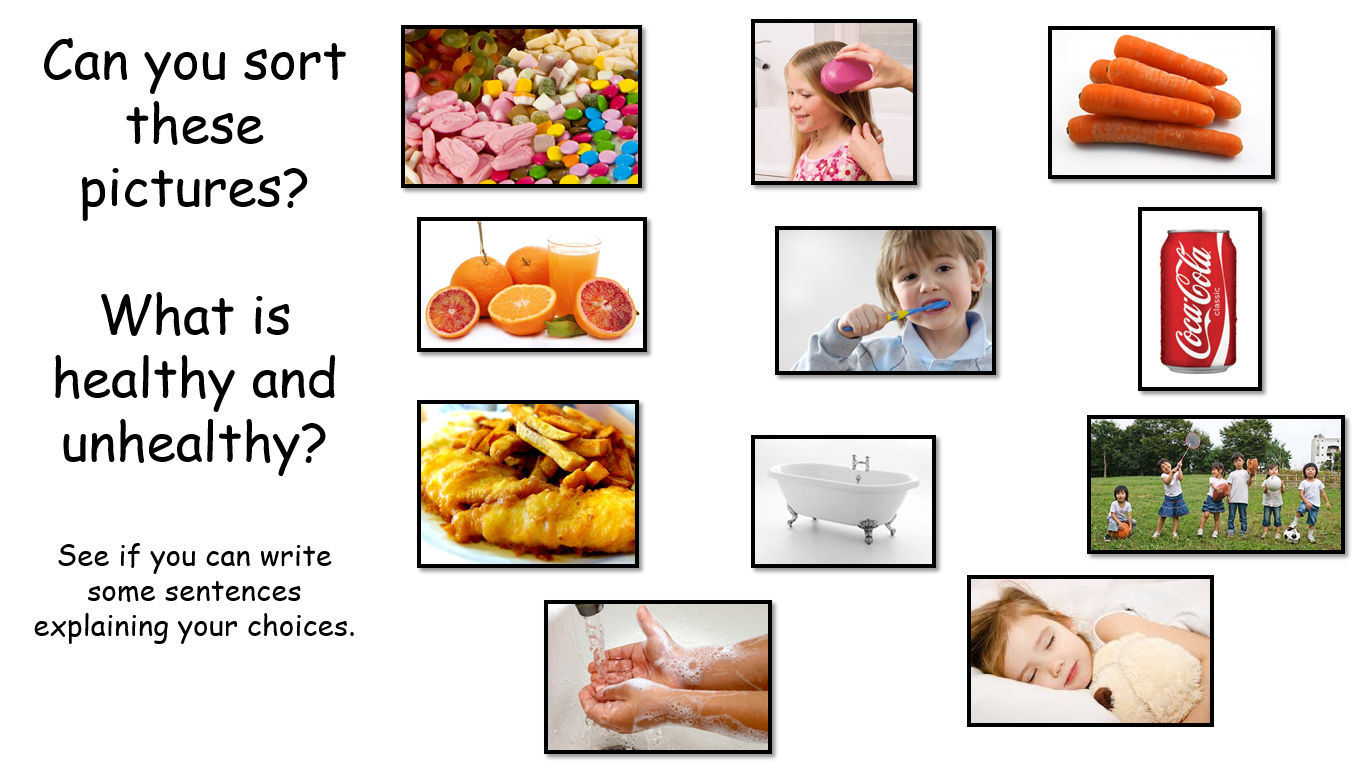 Can you sort
these
pictures?
What is
healthy and
unhealthy?
See if you can write
some sentences
explaining your choices.
Coca-Cola
classic